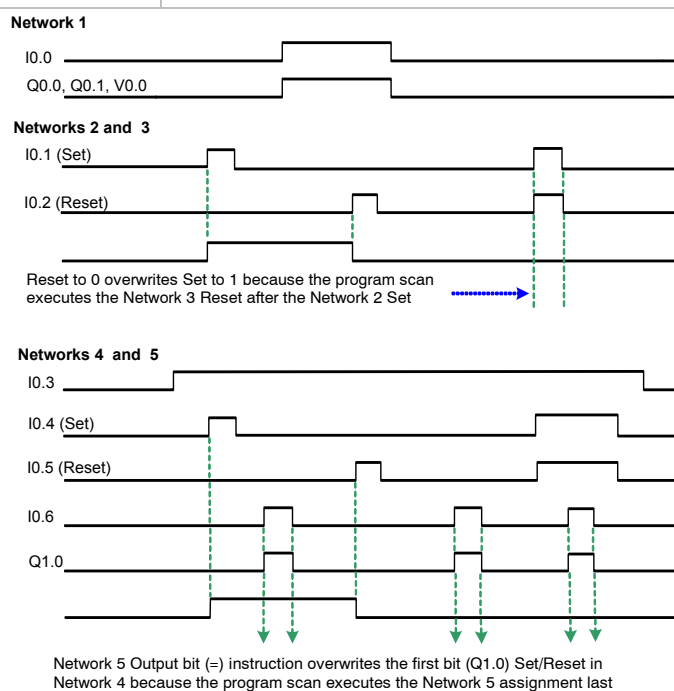 Network 1
I0.0
Q0.0, Q0.1, V0.0
Networks 2 and 3
I0.1 (Set)
I0.2 (Reset)
Reset to 0 overwrites Set to 1 because the program scan
executes the Network 3 Reset after the Network 2 Set
Networks 4 and 5
I0.3
I0.4 (Set)
I0.5 (Reset)
I0.6
Q1.0
Network 5 Output bit (=) instruction overwrites the first bit (Q1.0) Set/Reset in
Network 4 because the program scan executes the Network 5 assignment last